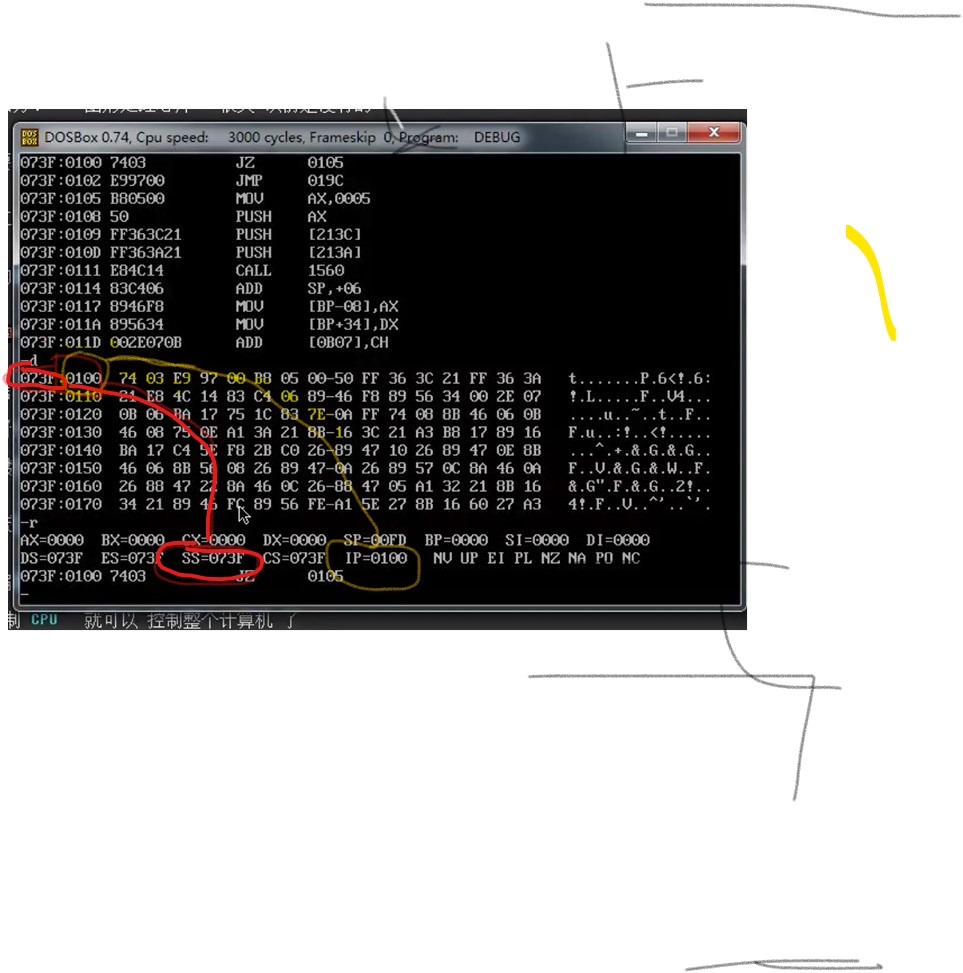 DOSBox 0.74, Cpu speed: 3000 cycles, Frameskip 0, Program: DEBUG
073F:0100 7403 JZ 0105
073F:0102 E99700 JMP 019C
073F:0105 B80500 MOV AX,0005
073F:0108 50 PUSH AX
073F:0109 FF363C21 PUSH [213C]
073F:010D FF363A21 PUSH [213A]
073F:0111 E84C14 CALL 1560
073F:0114 83C406 ADD SP,+06
073F:0117 8946F8 MOV [BP-08],AX
073F:011A 895634 MOV [BP+34],DX
073F:011D 002E070B ADD [0B07],CH
-d
073F:0100 74 03 E9 97 00 B8 05 00-50 FF 36 3C 21 FF 36 3A t.......P.6<!.6:
073F:0110 21 E8 4C 14 83 C4 06 89-46 F8 89 56 34 00 2E 07 !.L.....F..V4...
073F:0120 0B 06 BA 17 75 1C 83 7E-0A FF 74 08 8B 46 06 0B ....u..~..t..F..
073F:0130 46 08 75 0E A1 3A 21 8B-16 3C 21 A3 B8 17 89 16 F.u..:!..<!.....
073F:0140 BA 17 C4 5E F8 2B C0 26-89 47 10 26 89 47 0E 8B ...^.+.&.G.&.G..
073F:0150 46 06 8B 56 08 26 89 47-0A 26 89 57 0C 8A 46 0A F..V.&.G.&.W..F.
073F:0160 26 88 47 22 8A 46 0C 26-88 47 05 A1 32 21 8B 16 &.G".F.&.G..2!..
073F:0170 34 21 89 46 FC 89 56 FE-A1 5E 27 8B 16 60 27 A3 4!.F..V..^'..`'.
-r
AX=0000 BX=0000 CX=0000 DX=0000 SP=00FD BP=0000 SI=0000 DI=0000
DS=073F ES=073F SS=073F CS=073F IP=0100 NV UP EI PL NZ NA PO NC
073F:0100 7403 JZ 0105
-
制 CPU 就可以 控制整个计算机 了